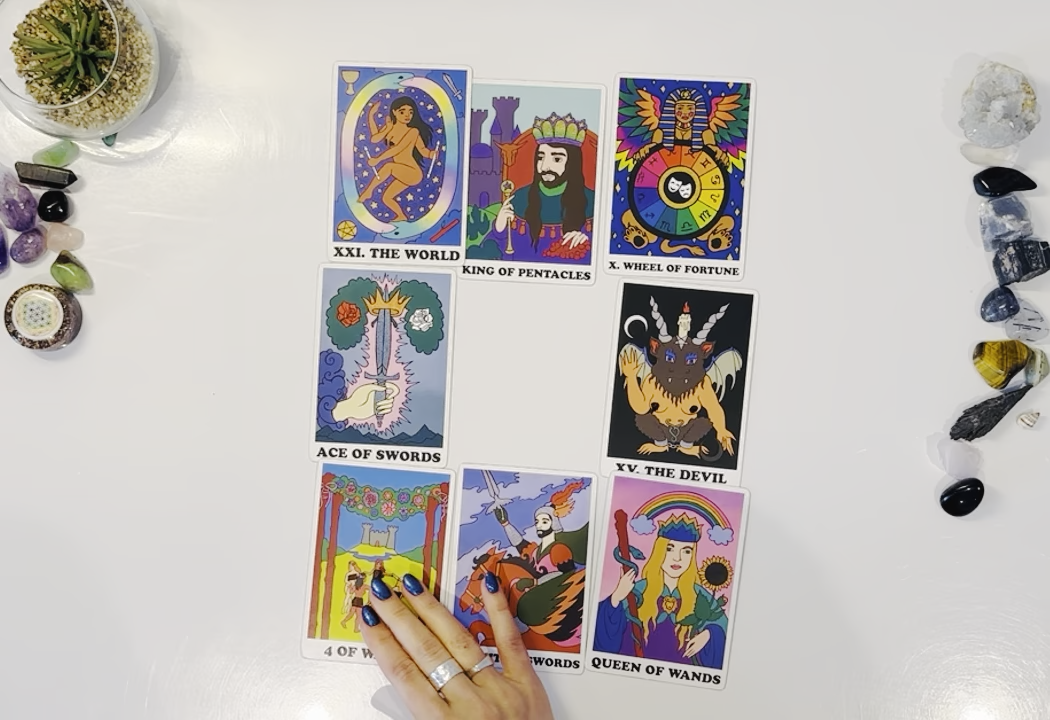 XXI. THE WORLD
KING OF PENTACLES
X. WHEEL OF FORTUNE
ACE OF SWORDS
XV. THE DEVIL
4 OF W
SWORDS
QUEEN OF WANDS